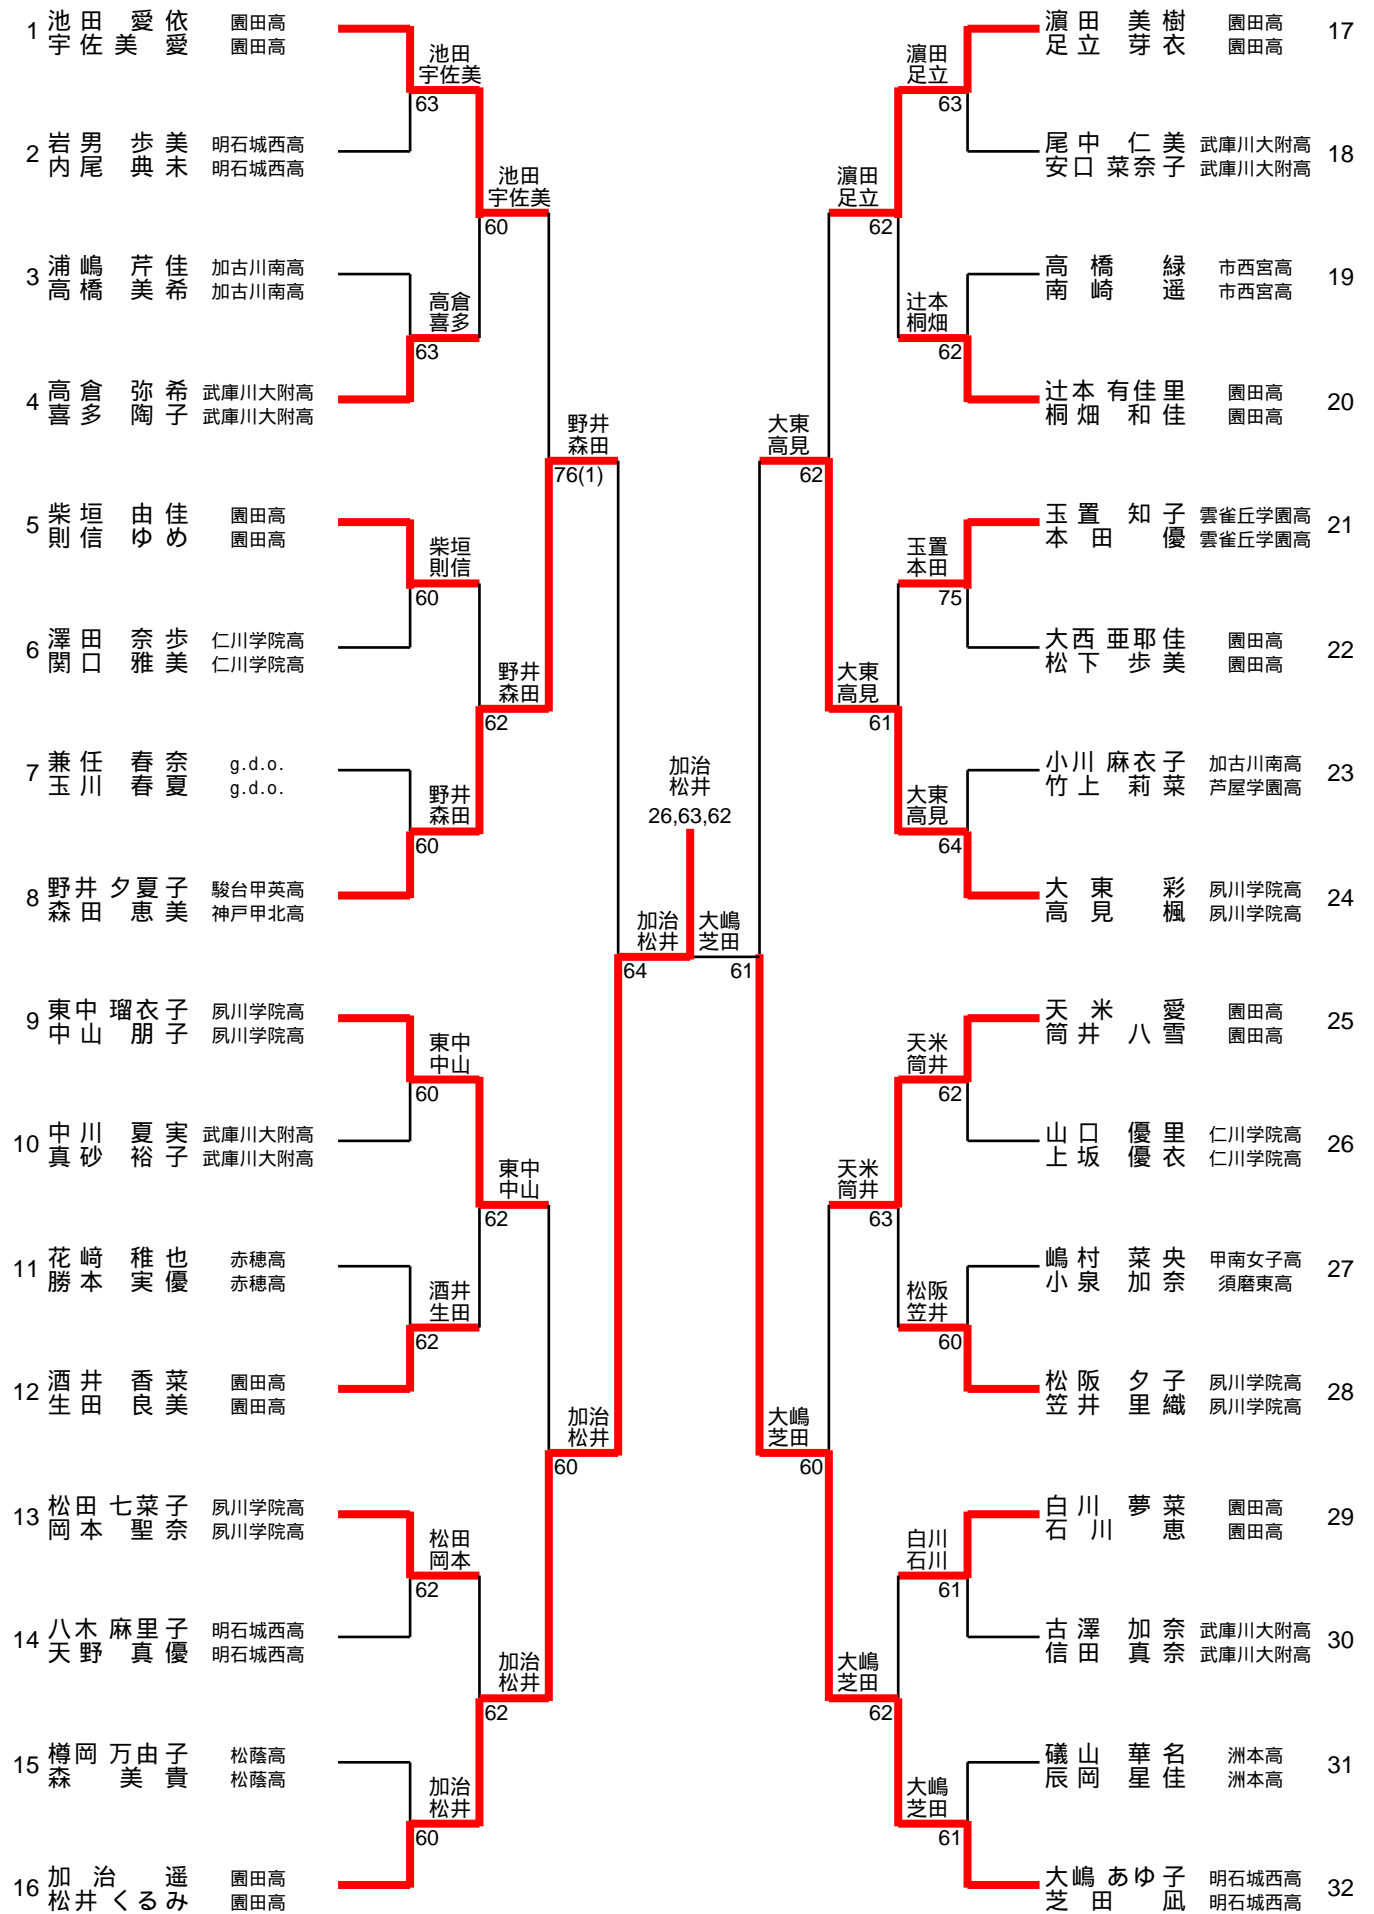 1 池田 愛依 園田高
宇佐美 愛 園田高
2 岩男 歩美 明石城西高
内尾 典未 明石城西高
3 浦嶋 芹佳 加古川南高
高橋 美希 加古川南高
4 高倉 弥希 武庫川大附高
喜多 陶子 武庫川大附高
5 柴垣 由佳 園田高
則信 ゆめ 園田高
6 澤田 奈歩 仁川学院高
関口 雅美 仁川学院高
7 兼任 春奈 g.d.o.
玉川 春夏 g.d.o.
8 野井 夕夏子 駿台甲英高
森田 恵美 神戸甲北高
9 東中 瑠衣子 夙川学院高
中山 朋子 夙川学院高
10 中川 夏実 武庫川大附高
真砂 裕子 武庫川大附高
11 花﨑 稚也 赤穂高
勝本 実優 赤穂高
12 酒井 香菜 園田高
生田 良美 園田高
13 松田 七菜子 夙川学院高
岡本 聖奈 夙川学院高
14 八木 麻里子 明石城西高
天野 真優 明石城西高
15 樽岡 万由子 松蔭高
森 美貴 松蔭高
16 加治 遥 園田高
松井 くるみ 園田高
池田
宇佐美
63
高倉
喜多
63
柴垣
則信
60
野井
森田
60
東中
中山
60
酒井
生田
62
松田
岡本
62
加治
松井
60
池田
宇佐美
60
野井
森田
62
東中
中山
62
加治
松井
62
野井
森田
76(1)
加治
松井
60
加治
松井
64
加治
松井
26,63,62
大嶋
芝田
61
大東
高見
62
大嶋
芝田
60
濵田
足立
62
大東
高見
61
天米
筒井
63
大嶋
芝田
62
濵田
足立
63
辻本
桐畑
62
玉置
本田
75
大東
高見
64
天米
筒井
62
松阪
笠井
60
白川
石川
61
大嶋
芝田
61
濵田 美樹 園田高 17
足立 芽衣 園田高
尾中 仁美 武庫川大附高 18
安口 菜奈子 武庫川大附高
高橋 緑 市西宮高 19
南崎 遥 市西宮高
辻本 有佳里 園田高 20
桐畑 和佳 園田高
玉置 知子 雲雀丘学園高 21
本田 優 雲雀丘学園高
大西 亜耶佳 園田高 22
松下 歩美 園田高
小川 麻衣子 加古川南高 23
竹上 莉菜 芦屋学園高
大東 彩 夙川学院高 24
高見 楓 夙川学院高
天米 愛 園田高 25
筒井 八雪 園田高
山口 優里 仁川学院高 26
上坂 優衣 仁川学院高
嶋村 菜央 甲南女子高 27
小泉 加奈 須磨東高
松阪 夕子 夙川学院高 28
笠井 里織 夙川学院高
白川 夢菜 園田高 29
石川 恵 園田高
古澤 加奈 武庫川大附高 30
信田 真奈 武庫川大附高
礒山 華名 洲本高 31
辰岡 星佳 洲本高
大嶋 あゆ子 明石城西高 32
芝田 凪 明石城西高